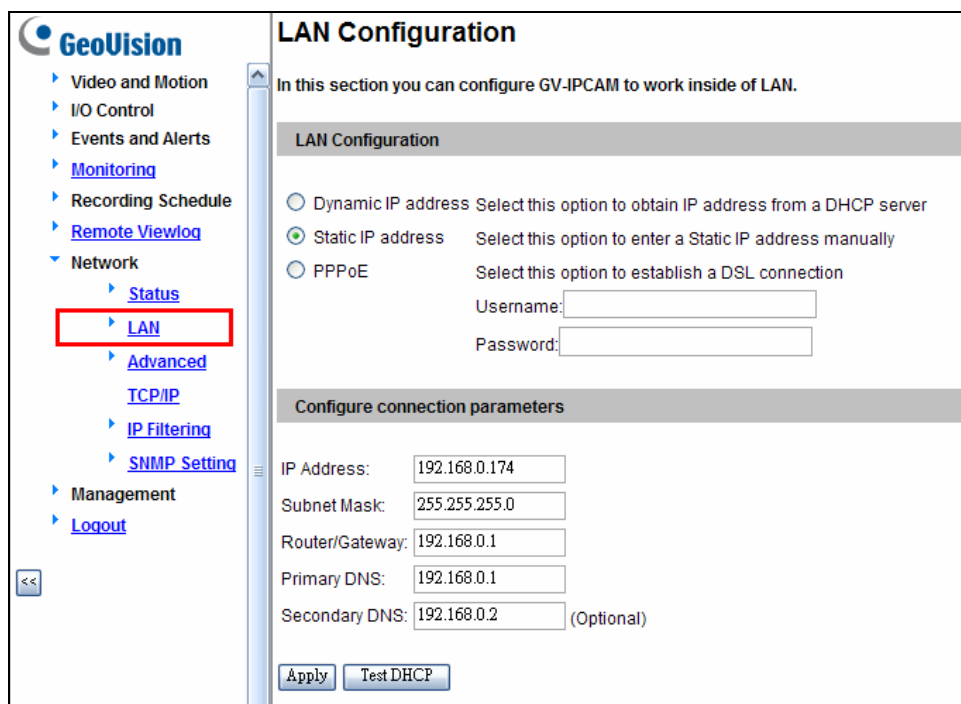 GeoVision
Video and Motion
I/O Control
Events and Alerts
Monitoring
Recording Schedule
Remote Viewlog
Network
Status
LAN
Advanced
TCP/IP
IP Filtering
SNMP Setting
Management
Logout
<<
LAN Configuration
In this section you can configure GV-IPCAM to work inside of LAN.
LAN Configuration
Dynamic IP address Select this option to obtain IP address from a DHCP server
Static IP address Select this option to enter a Static IP address manually
PPPoE Select this option to establish a DSL connection
Username:
Password:
Configure connection parameters
IP Address: 192.168.0.174
Subnet Mask: 255.255.255.0
Router/Gateway: 192.168.0.1
Primary DNS: 192.168.0.1
Secondary DNS: 192.168.0.2 (Optional)
Apply Test DHCP